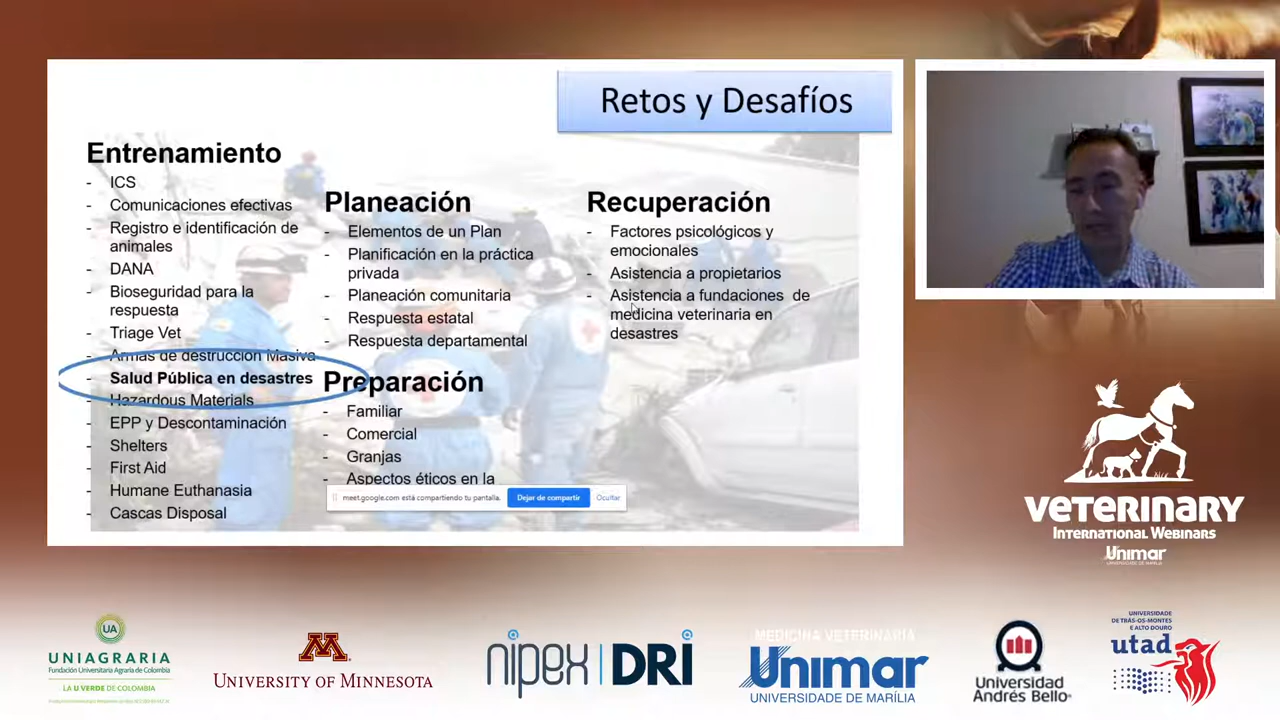 Retos y Desafíos
Entrenamiento
- ICS
- Comunicaciones efectivas
- Registro e identificación de
animales
- DANA
- Bioseguridad para la
respuesta
- Triage Vet
- Armas de destrucción Masiva
- Salud Pública en desastres
- Hazardous Materials
- EPP y Descontaminación
- Shelters
- First Aid
- Humane Euthanasia
- Cascas Disposal
Planeación
- Elementos de un Plan
- Planificación en la práctica
privada
- Planeación comunitaria
- Respuesta estatal
- Respuesta departamental
Preparación
- Familiar
- Comercial
- Granjas
- Aspectos éticos en la
meet.google.com está compartiendo tu pantalla.
Dejar de compartir
Ocultar
Recuperación
- Factores psicológicos y
emocionales
- Asistencia a propietarios
- Asistencia a fundaciones de
medicina veterinaria en
desastres
VETERINARY
INTERNATIONAL WEBINARS
Unimar
UNIVERSIDADE DE MARÍLIA
UA
UNIAGRARIA
Fundación Universitaria Agraria de Colombia
LA U VERDE DE COLOMBIA
M
UNIVERSITY OF MINNESOTA
nipex | DRI
MEDICINA VETERINÁRIA
Unimar
UNIVERSIDADE DE MARÍLIA
Universidad
Andrés Bello
UNIVERSIDADE
DE TRÁS-OS-MONTES
E ALTO DOURO
utad